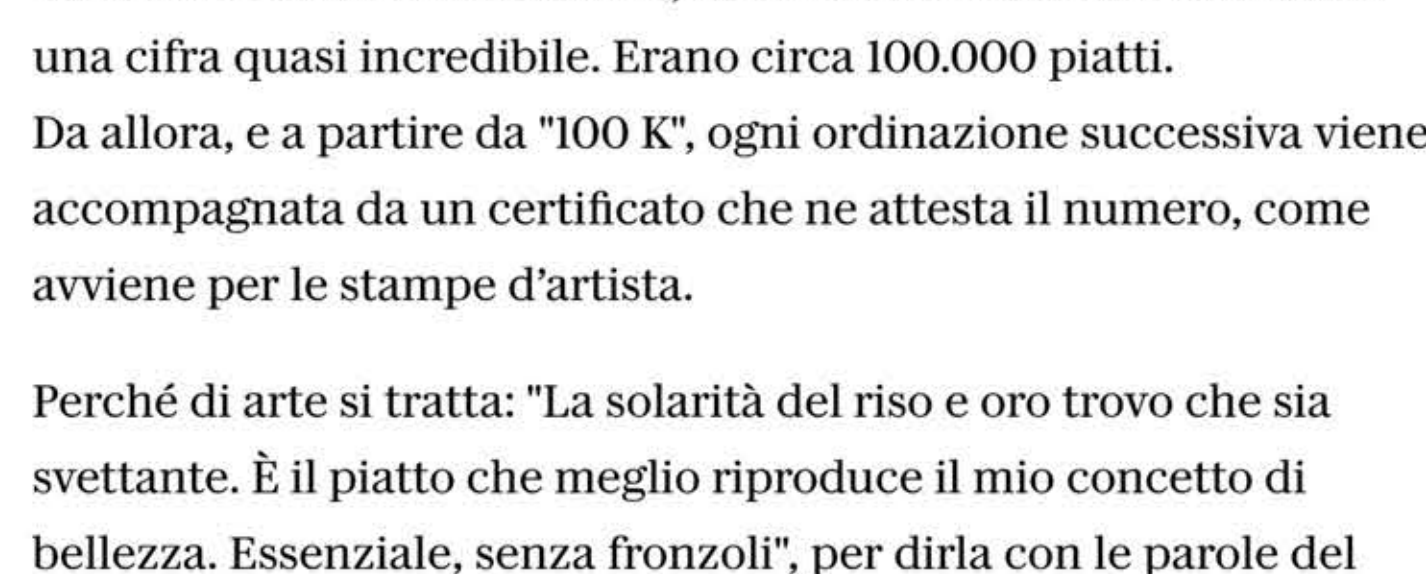 una cifra quasi incredibile. Erano circa 100.000 piatti.
Da allora, e a partire da "100 K", ogni ordinazione successiva viene
accompagnata da un certificato che ne attesta il numero, come
avviene per le stampe d’artista.
Perché di arte si tratta: "La solarità del riso e oro trovo che sia
svettante. È il piatto che meglio riproduce il mio concetto di
bellezza. Essenziale, senza fronzoli", per dirla con le parole del